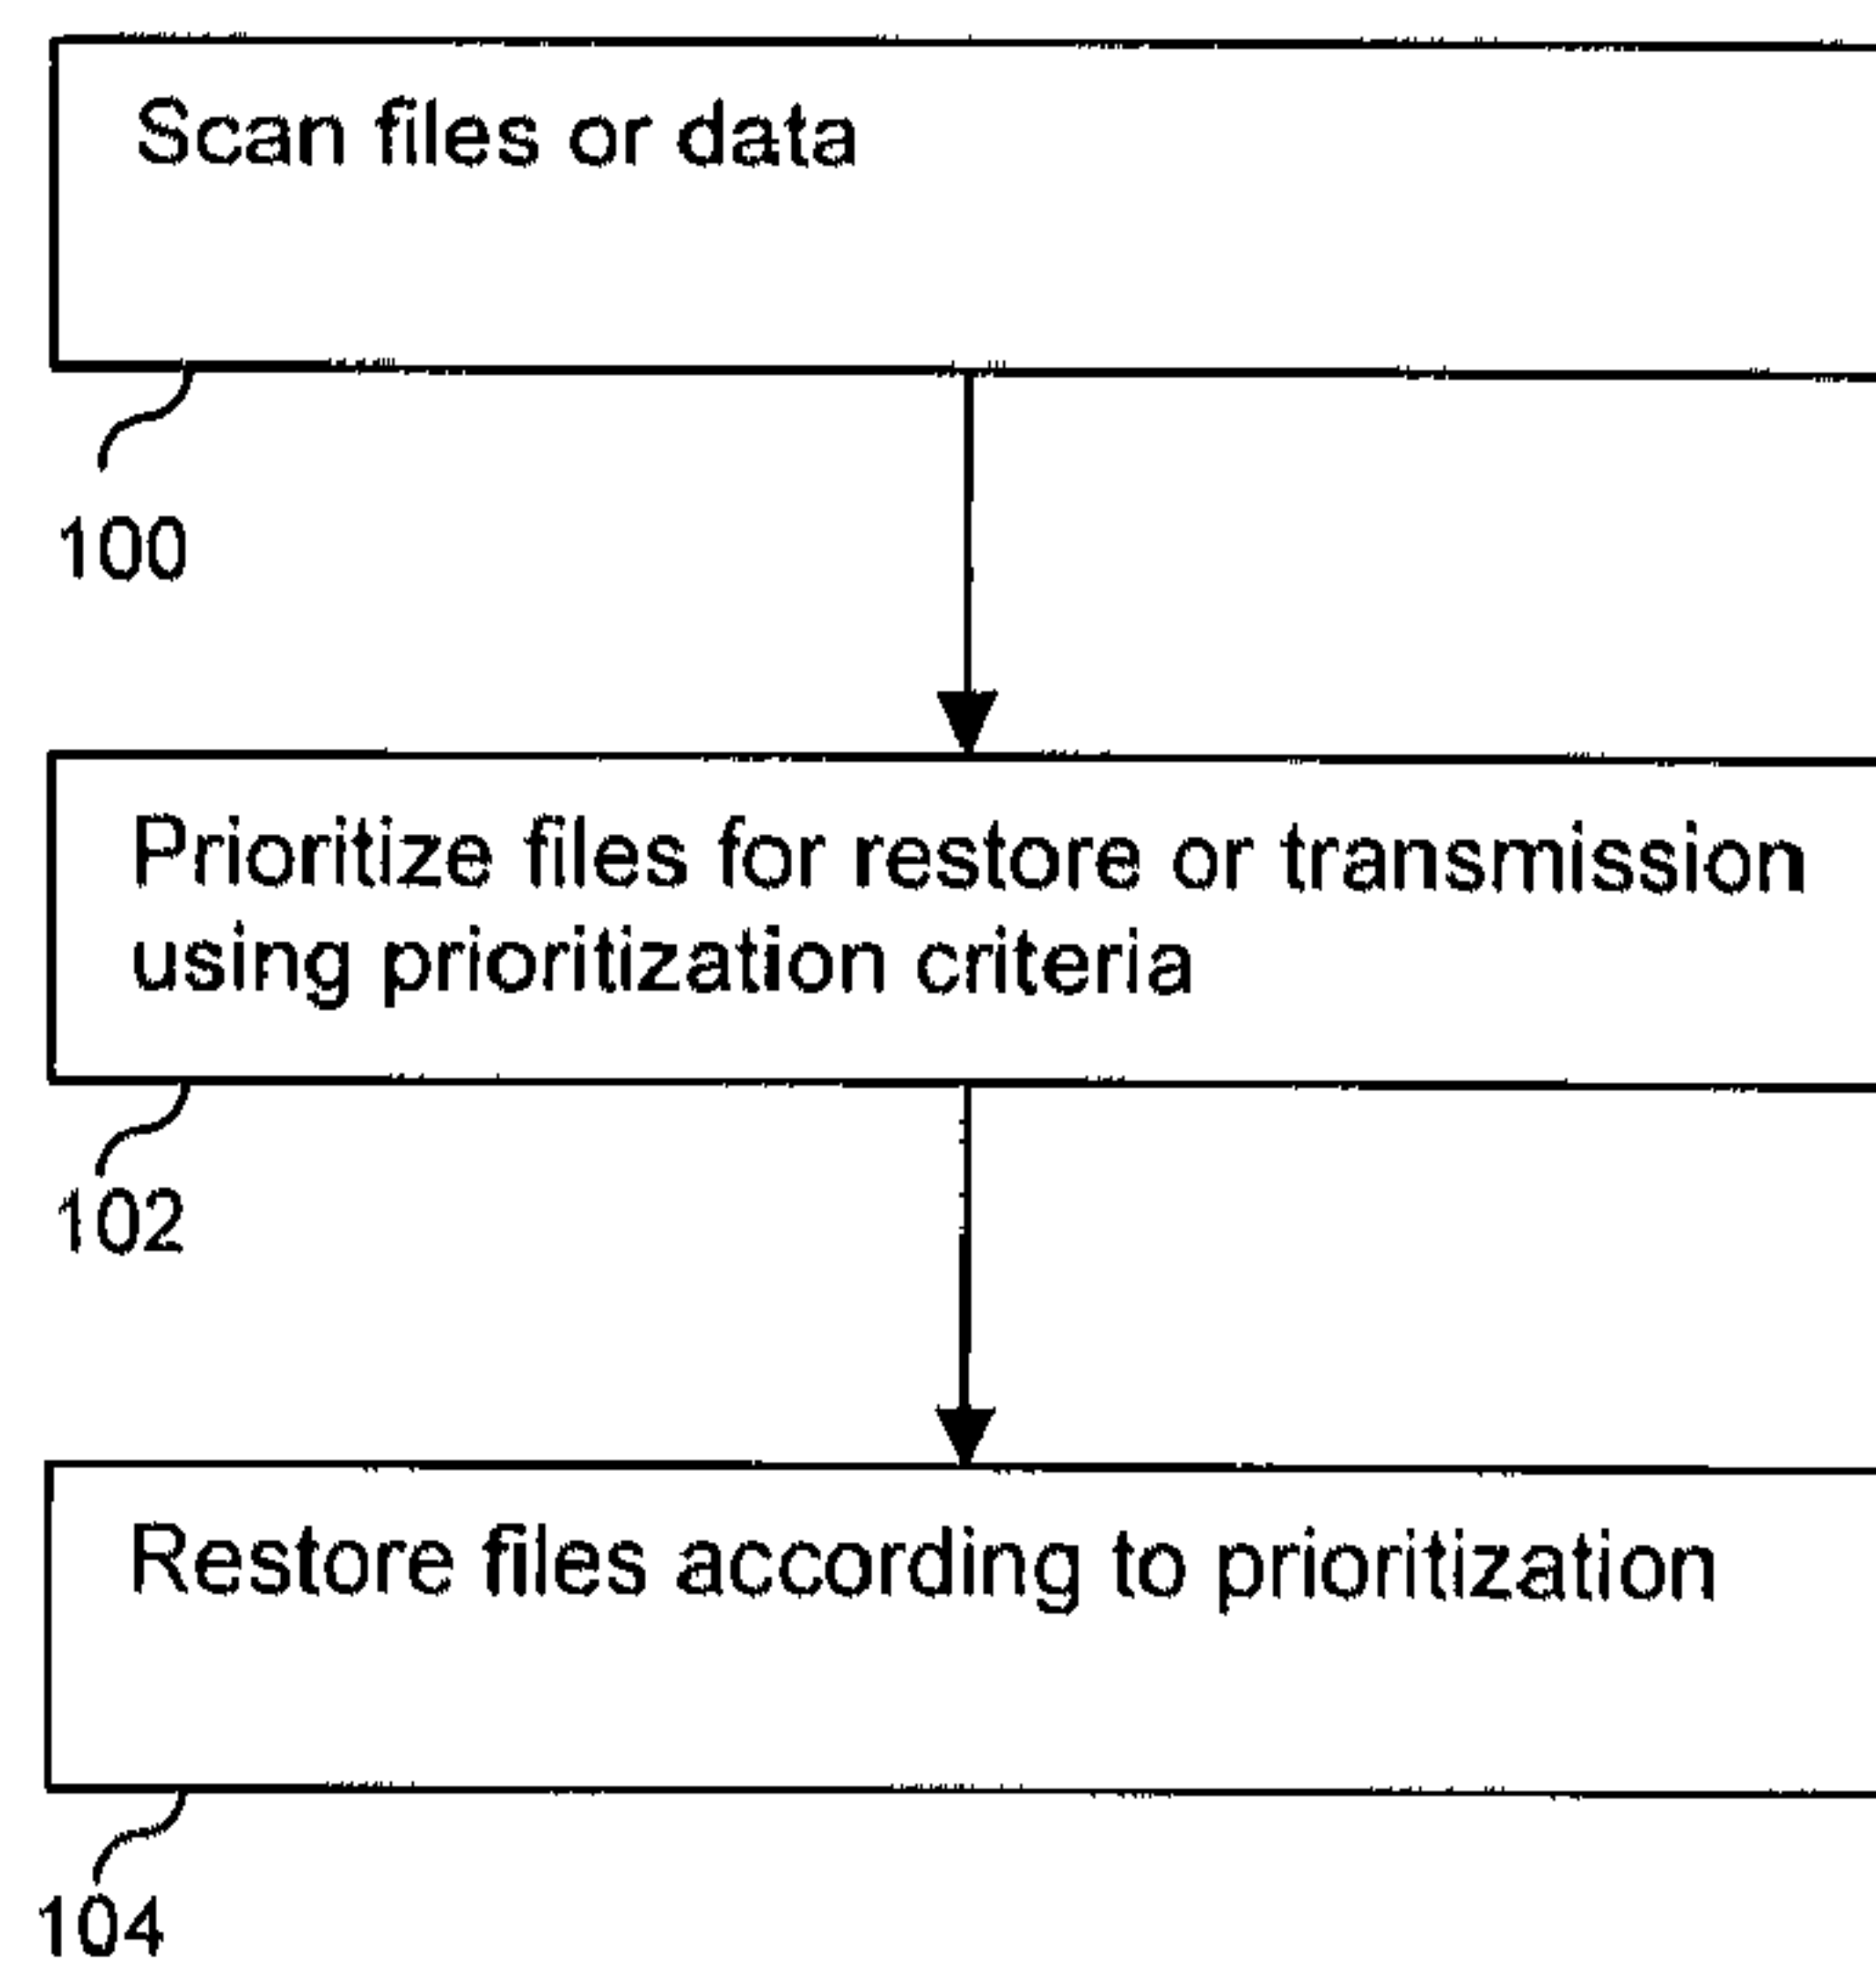 Scan files or data
100
Prioritize files for restore or transmission
using prioritization criteria
102
Restore files according to prioritization
104